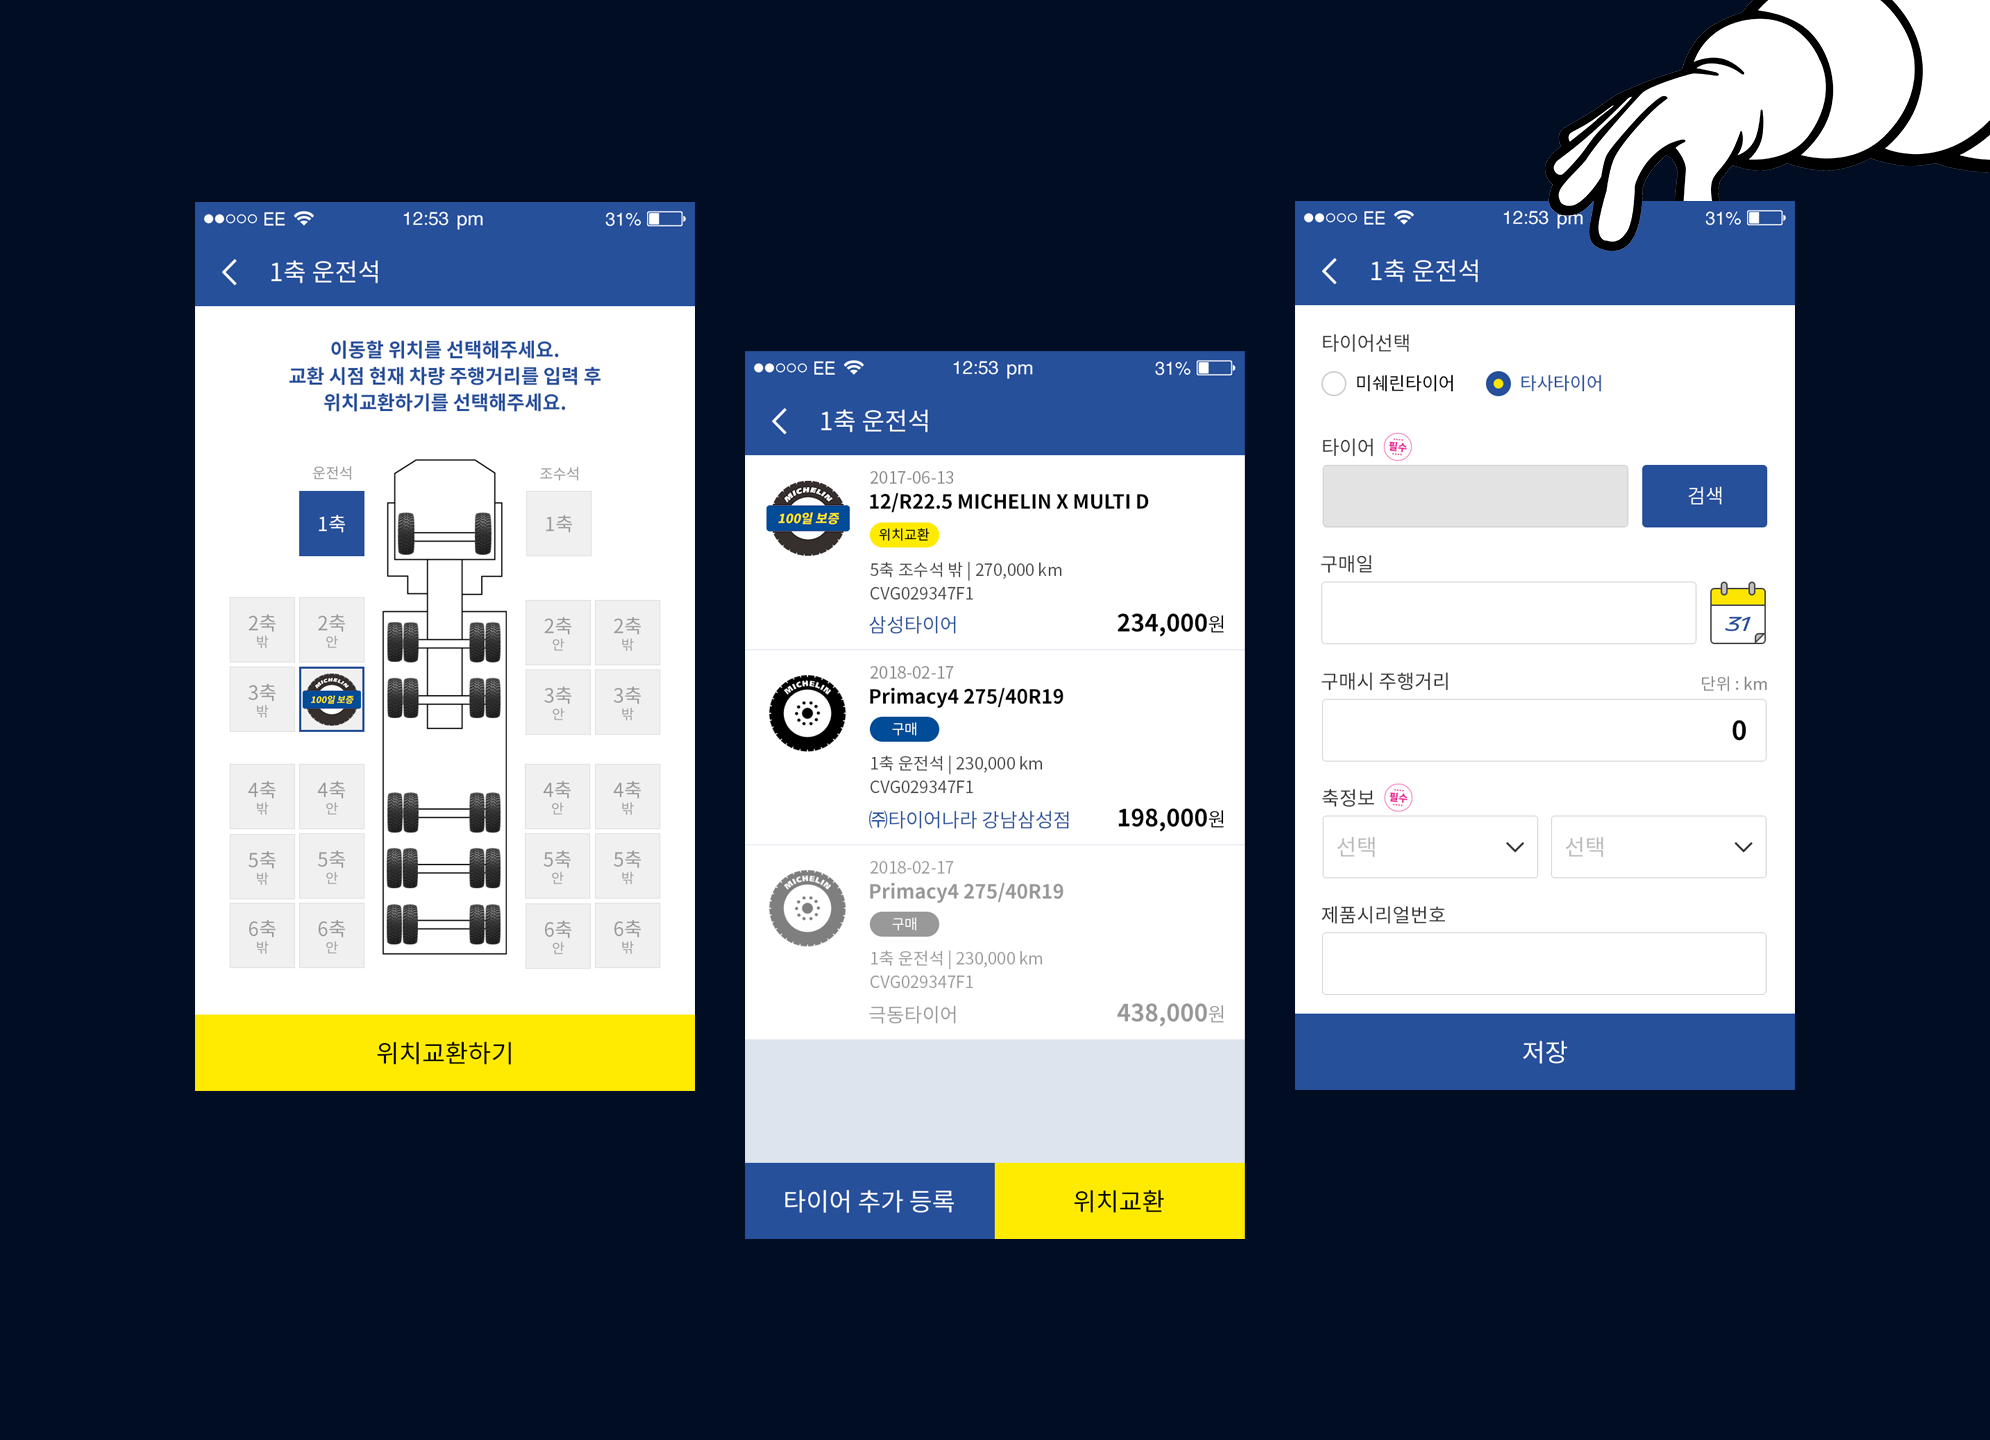 EE 12:53 pm 31%
1축 운전석
이동할 위치를 선택해주세요.
교환 시점 현재 차량 주행거리를 입력 후
위치교환하기를 선택해주세요.
운전석 조수석
1축 1축
2축 밖 2축 안 2축 안 2축 밖
3축 밖 MICHELIN 100일 보증 3축 안 3축 밖
4축 밖 4축 안 4축 안 4축 밖
5축 밖 5축 안 5축 안 5축 밖
6축 밖 6축 안 6축 안 6축 밖
위치교환하기
EE 12:53 pm 31%
1축 운전석
MICHELIN
100일 보증
2017-06-13
12/R22.5 MICHELIN X MULTI D
위치교환
5축 조수석 밖 | 270,000 km
CVG029347F1
삼성타이어 234,000원
MICHELIN
2018-02-17
Primacy4 275/40R19
구매
1축 운전석 | 230,000 km
CVG029347F1
㈜타이어나라 강남삼성점 198,000원
MICHELIN
2018-02-17
Primacy4 275/40R19
구매
1축 운전석 | 230,000 km
CVG029347F1
극동타이어 438,000원
타이어 추가 등록 위치교환
EE 12:53 pm 31%
1축 운전석
타이어선택
미쉐린타이어 타사타이어
타이어 필수
검색
구매일
31
구매시 주행거리 단위 : km
0
축정보 필수
선택 선택
제품시리얼번호
저장